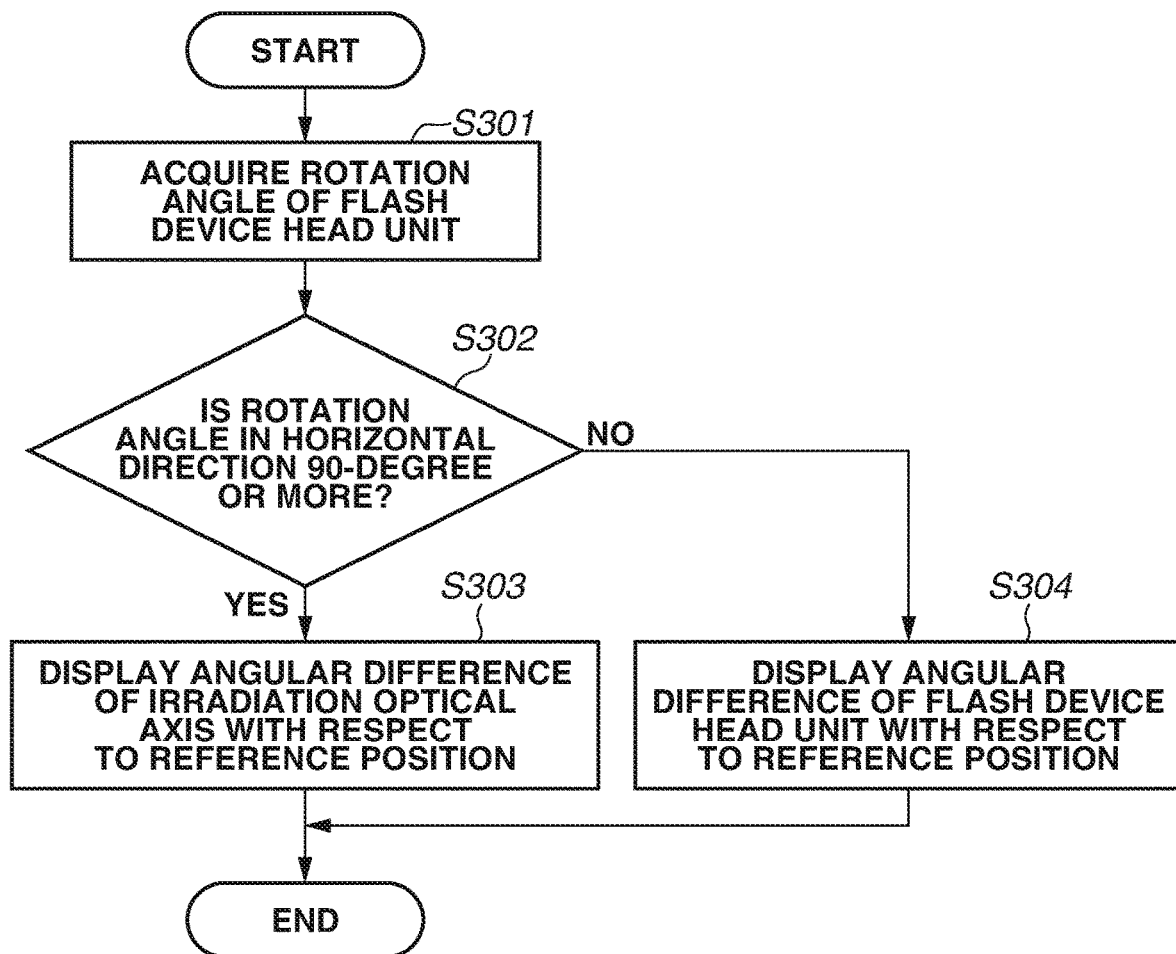 START
S301
ACQUIRE ROTATION
ANGLE OF FLASH
DEVICE HEAD UNIT
S302
IS ROTATION
ANGLE IN HORIZONTAL
DIRECTION 90-DEGREE
OR MORE?
NO
YES
S303
DISPLAY ANGULAR DIFFERENCE
OF IRRADIATION OPTICAL
AXIS WITH RESPECT
TO REFERENCE POSITION
S304
DISPLAY ANGULAR
DIFFERENCE OF FLASH DEVICE
HEAD UNIT WITH RESPECT
TO REFERENCE POSITION
END